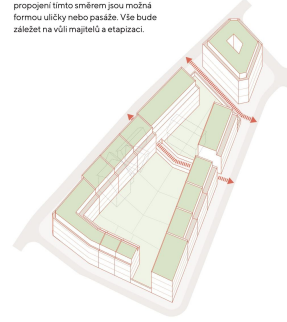 propojení tímto směrem jsou možná
formou uličky nebo pasáže. Vše bude
záležet na vůli majitelů a etapizaci.